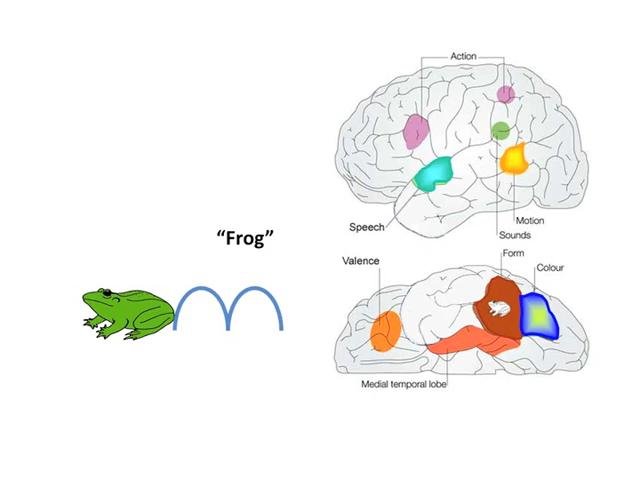 Action
Speech
Motion
Sounds
“Frog”
Valence
Form
Colour
Medial temporal lobe